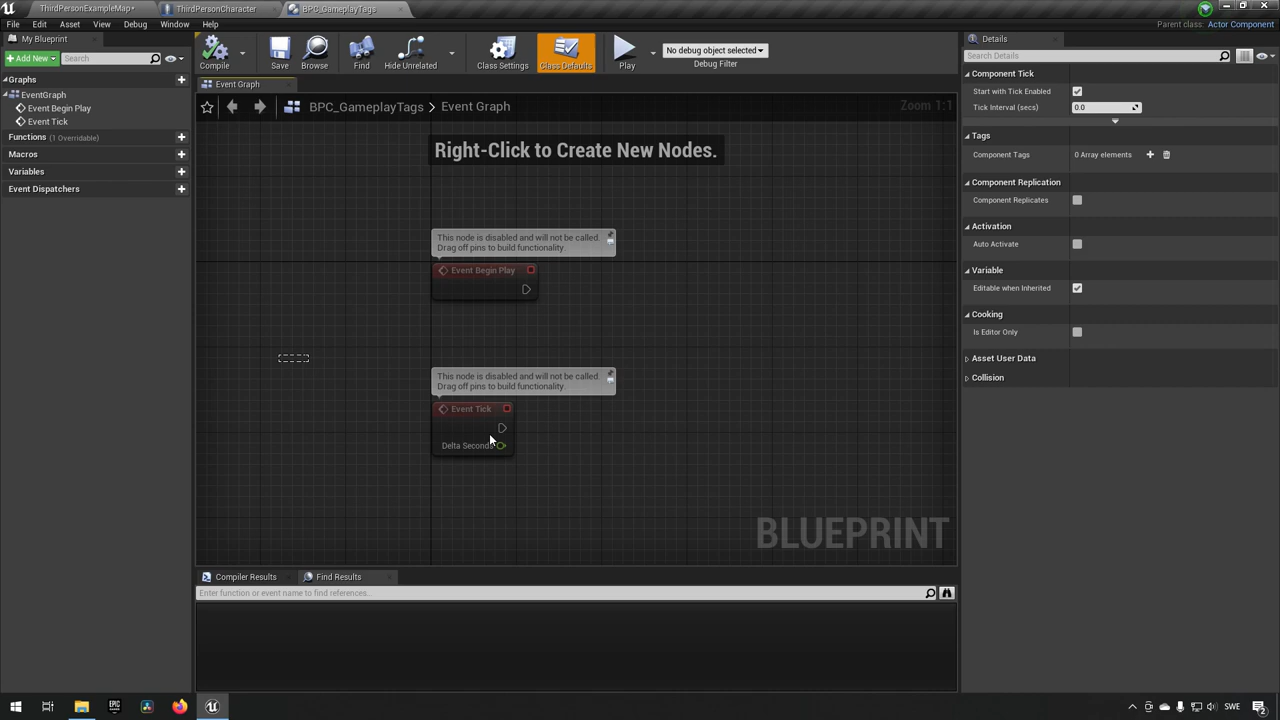 ThirdPersonExampleMap*
ThirdPersonCharacter
BPC_GameplayTags
File Edit Asset View Debug Window Help
Parent class: Actor Component
My Blueprint
Add New
Search
Graphs
EventGraph
Event Begin Play
Event Tick
Functions (1 Overridable)
Macros
Variables
Event Dispatchers
Compile
Save
Browse
Find
Hide Unrelated
Class Settings
Class Defaults
Play
No debug object selected
Debug Filter
Event Graph
BPC_GameplayTags > Event Graph
Zoom 1:1
Right-Click to Create New Nodes.
This node is disabled and will not be called.
Drag off pins to build functionality.
Event Begin Play
This node is disabled and will not be called.
Drag off pins to build functionality.
Event Tick
Delta Seconds
BLUEPRINT
Compiler Results
Find Results
Enter function or event name to find references...
Details
Search Details
Component Tick
Start with Tick Enabled
Tick Interval (secs) 0.0
Tags
Component Tags 0 Array elements
Component Replication
Component Replicates
Activation
Auto Activate
Variable
Editable when Inherited
Cooking
Is Editor Only
Asset User Data
Collision
EPIC
GAMES
SWE
2